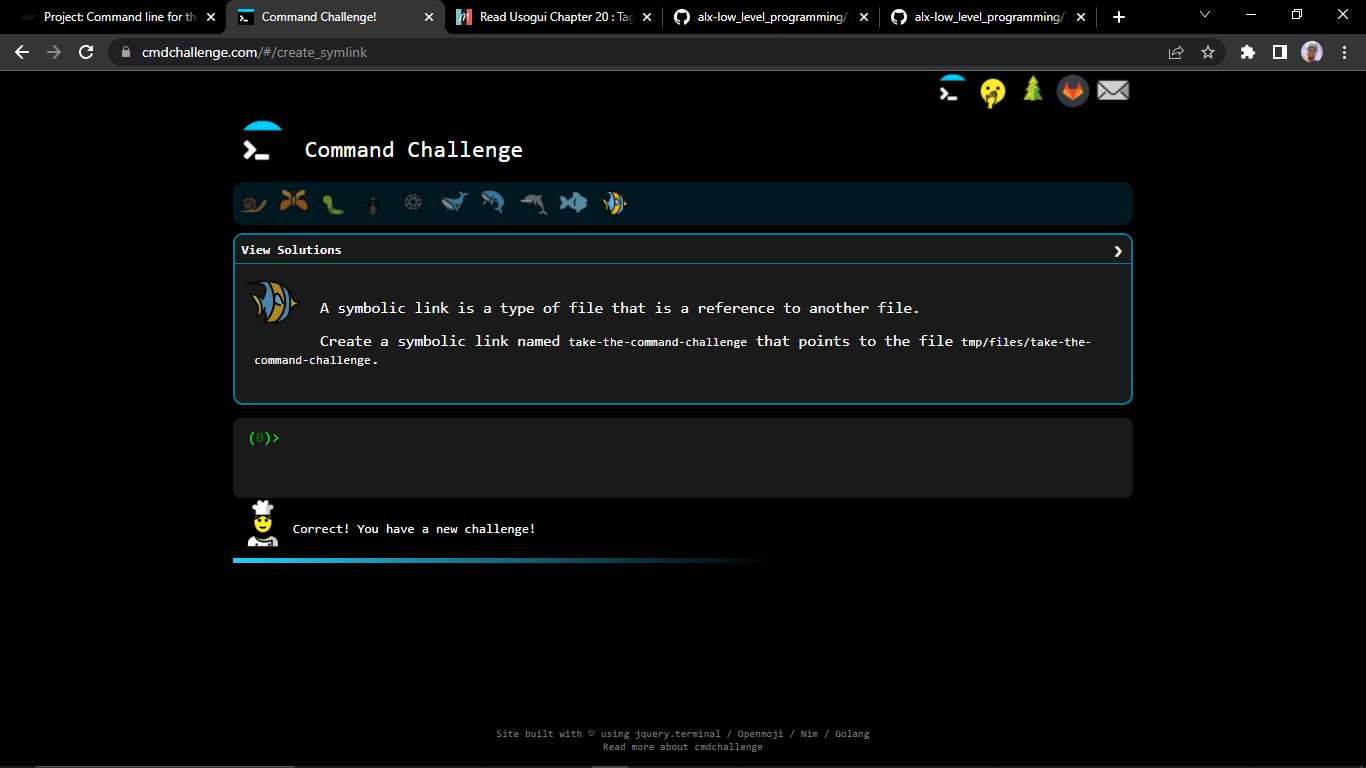 Project: Command line for th
Command Challenge!
Read Usogui Chapter 20 : Tag
alx-low_level_programming/
alx-low_level_programming/
cmdchallenge.com/#/create_symlink
Command Challenge
View Solutions
A symbolic link is a type of file that is a reference to another file.
Create a symbolic link named take-the-command-challenge that points to the file tmp/files/take-the-
command-challenge.
(0)>
Correct! You have a new challenge!
Site built with ♡ using jquery.terminal / Openmoji / Nim / Golang
Read more about cmdchallenge